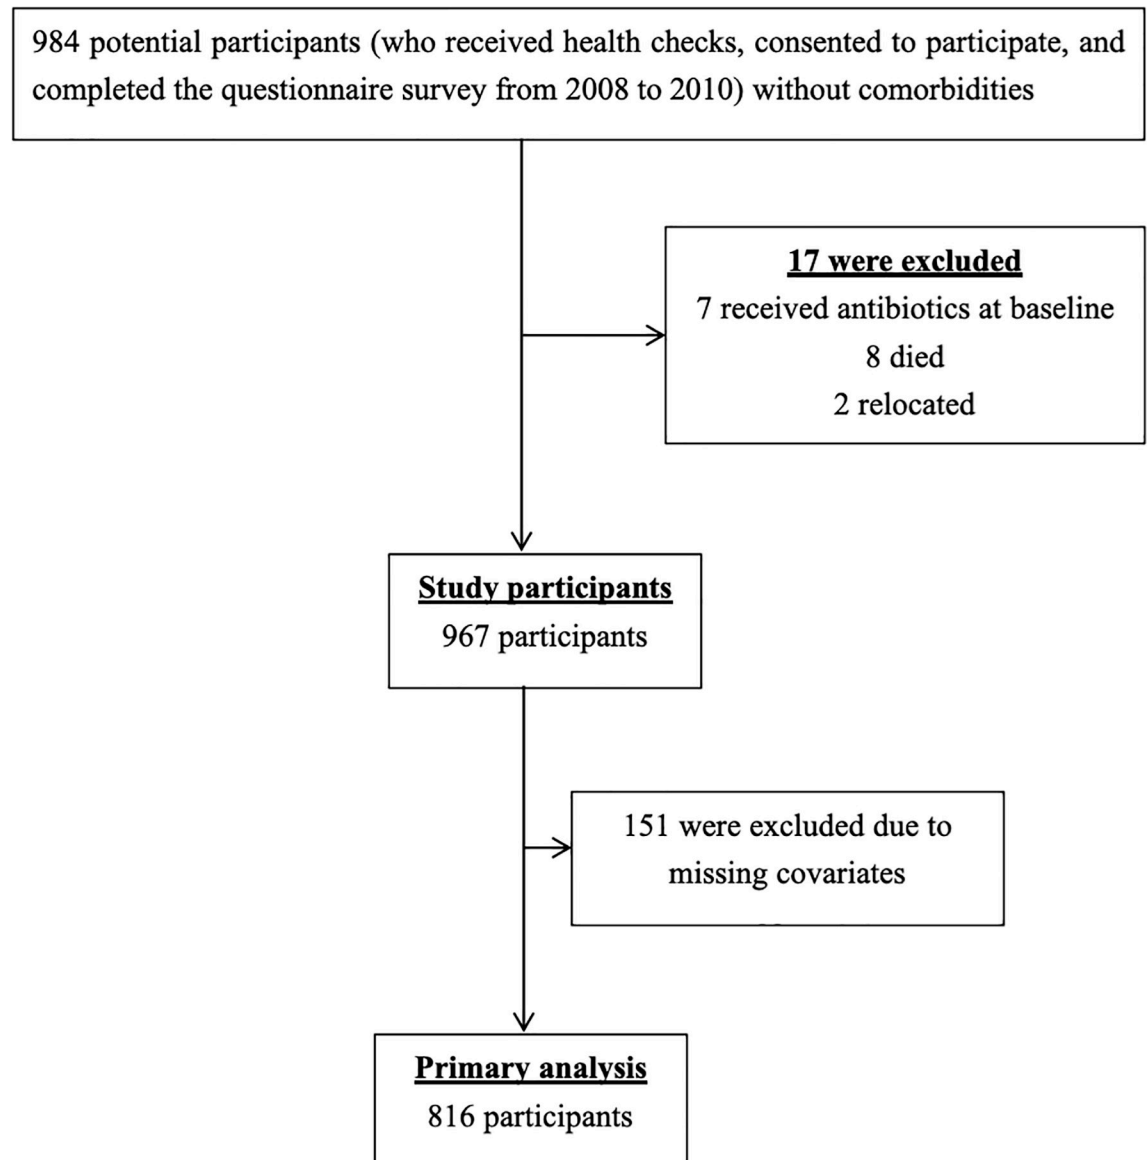 984 potential participants (who received health checks, consented to participate, and
completed the questionnaire survey from 2008 to 2010) without comorbidities
17 were excluded
7 received antibiotics at baseline
8 died
2 relocated
Study participants
967 participants
151 were excluded due to
missing covariates
Primary analysis
816 participants